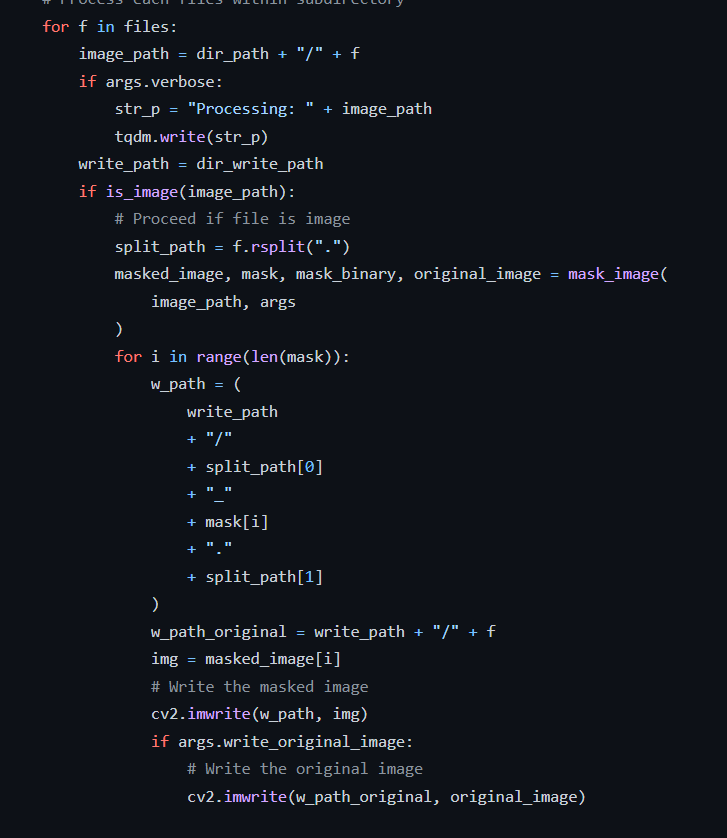 # Process each files within subdirectory
for f in files:
    image_path = dir_path + "/" + f
    if args.verbose:
        str_p = "Processing: " + image_path
        tqdm.write(str_p)
    write_path = dir_write_path
    if is_image(image_path):
        # Proceed if file is image
        split_path = f.rsplit(".")
        masked_image, mask, mask_binary, original_image = mask_image(
            image_path, args
        )
        for i in range(len(mask)):
            w_path = (
                write_path
                + "/"
                + split_path[0]
                + "_"
                + mask[i]
                + "."
                + split_path[1]
            )
            w_path_original = write_path + "/" + f
            img = masked_image[i]
            # Write the masked image
            cv2.imwrite(w_path, img)
            if args.write_original_image:
                # Write the original image
                cv2.imwrite(w_path_original, original_image)